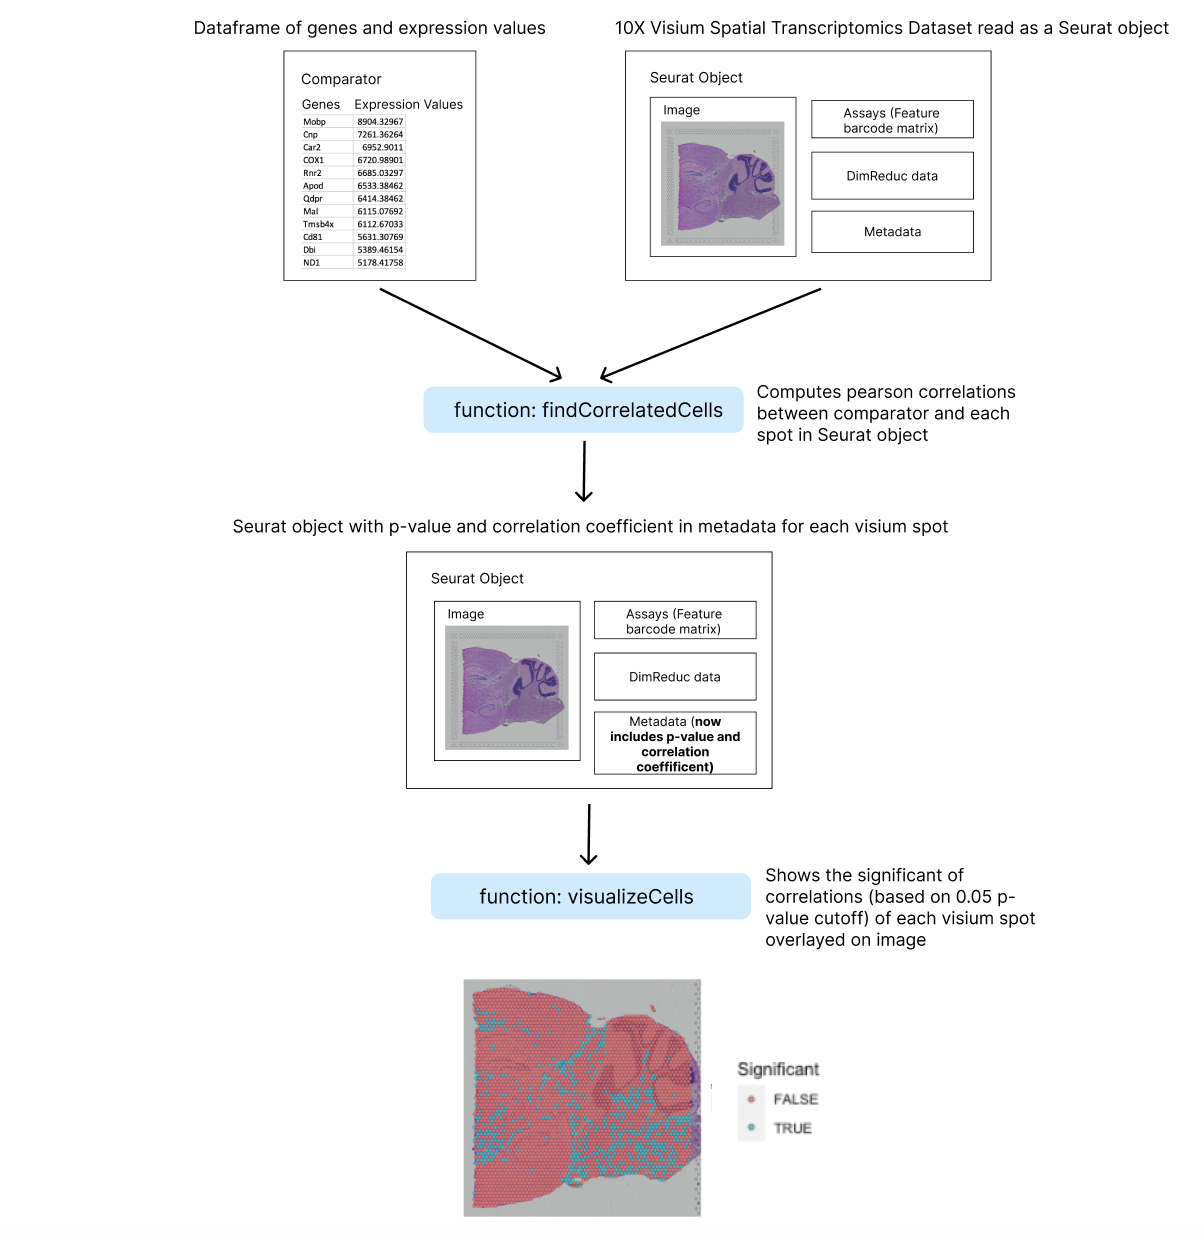 Dataframe of genes and expression values
10X Visium Spatial Transcriptomics Dataset read as a Seurat object
Comparator
Genes Expression Values
Mobp 8904.32967
Cnp 7261.36264
Car2 6952.9011
COX1 6720.98901
Rnr2 6685.03297
Apod 6533.38462
Qdpr 6414.38462
Mal 6115.07692
Tmsb4x 6112.67033
Cd81 5631.30769
Dbi 5389.46154
ND1 5178.41758
Seurat Object
Image
Assays (Feature
barcode matrix)
DimReduc data
Metadata
function: findCorrelatedCells
Computes pearson correlations
between comparator and each
spot in Seurat object
Seurat object with p-value and correlation coefficient in metadata for each visium spot
Seurat Object
Image
Assays (Feature
barcode matrix)
DimReduc data
Metadata (now
includes p-value and
correlation
coeffificent)
function: visualizeCells
Shows the significant of
correlations (based on 0.05 p-
value cutoff) of each visium spot
overlayed on image
Significant
FALSE
TRUE